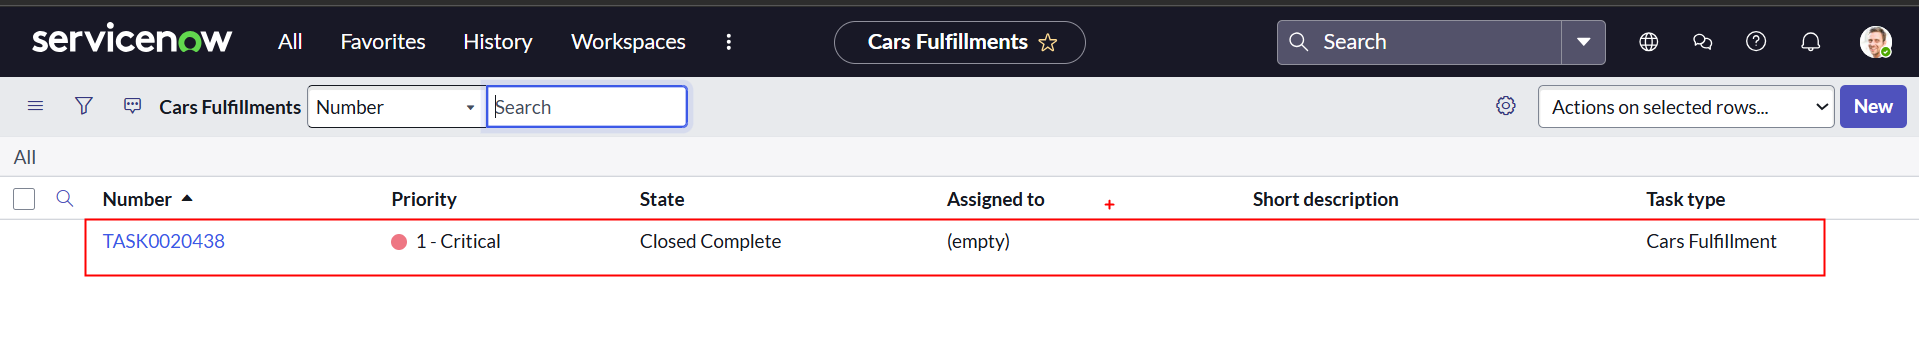 servicenow All Favorites History Workspaces Cars Fulfillments Search
Cars Fulfillments Number Search Actions on selected rows... New
All
Number Priority State Assigned to Short description Task type
TASK0020438 1 - Critical Closed Complete (empty) Cars Fulfillment